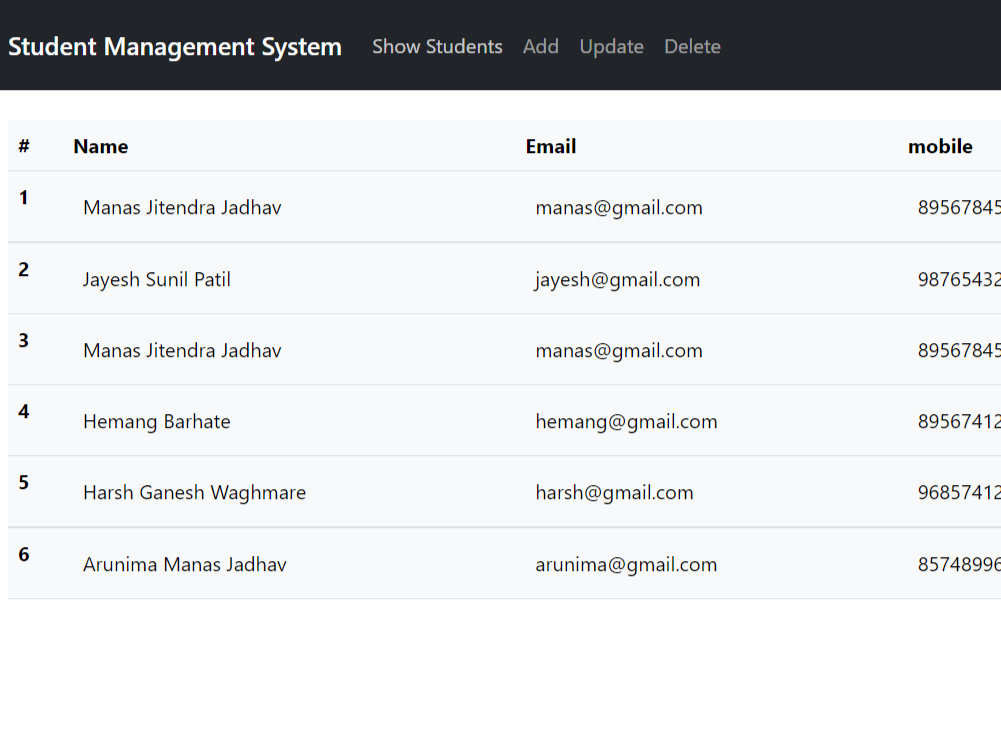 Student Management System Show Students Add Update Delete
# Name Email mobile
1 Manas Jitendra Jadhav manas@gmail.com 89567845
2 Jayesh Sunil Patil jayesh@gmail.com 98765432
3 Manas Jitendra Jadhav manas@gmail.com 89567845
4 Hemang Barhate hemang@gmail.com 89567412
5 Harsh Ganesh Waghmare harsh@gmail.com 96857412
6 Arunima Manas Jadhav arunima@gmail.com 85748996